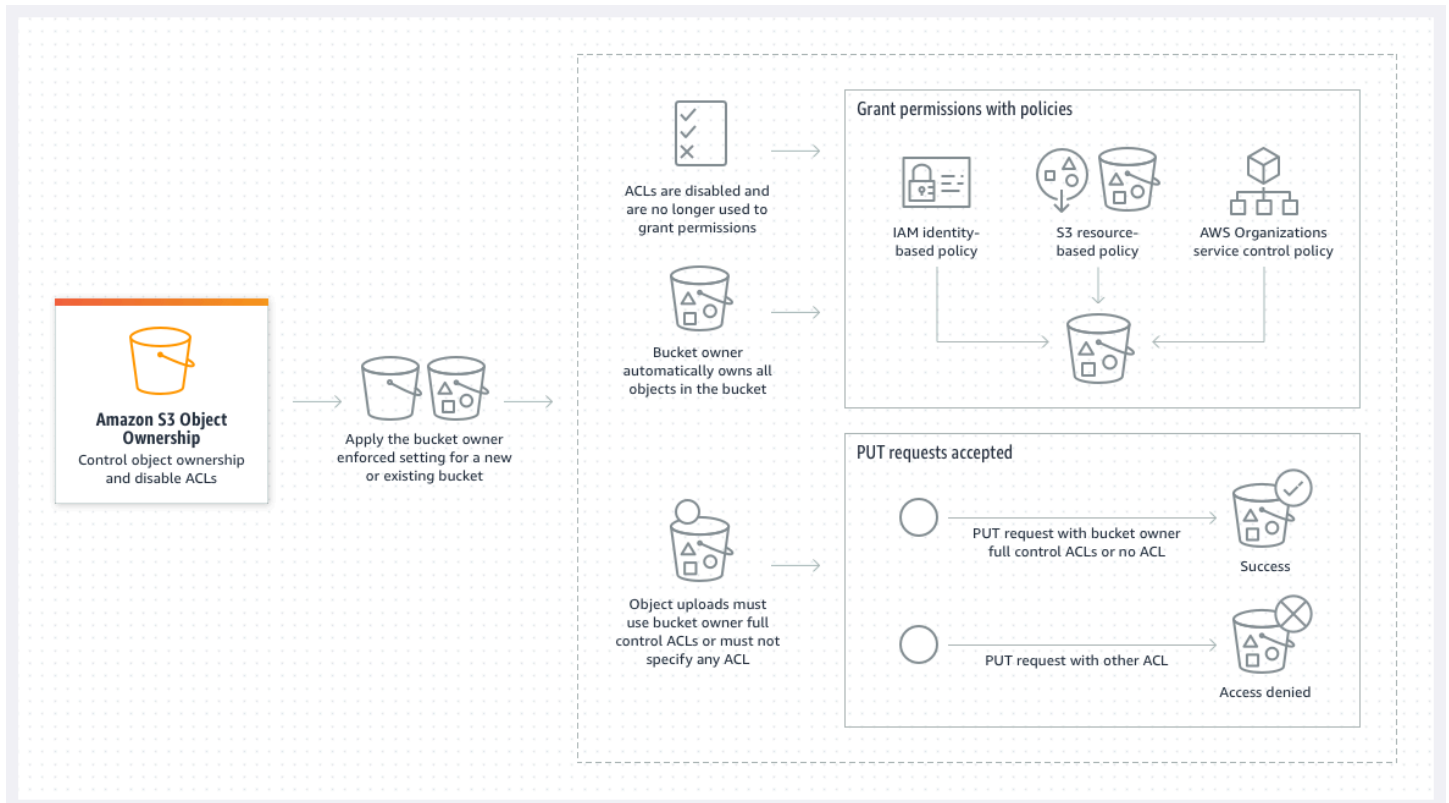 Amazon S3 Object
Ownership
Control object ownership
and disable ACLs
Apply the bucket owner
enforced setting for a new
or existing bucket
ACLs are disabled and
are no longer used to
grant permissions
Bucket owner
automatically owns all
objects in the bucket
Object uploads must
use bucket owner full
control ACLs or must not
specify any ACL
Grant permissions with policies
IAM identity-
based policy
S3 resource-
based policy
AWS Organizations
service control policy
PUT requests accepted
PUT request with bucket owner
full control ACLs or no ACL
Success
PUT request with other ACL
Access denied